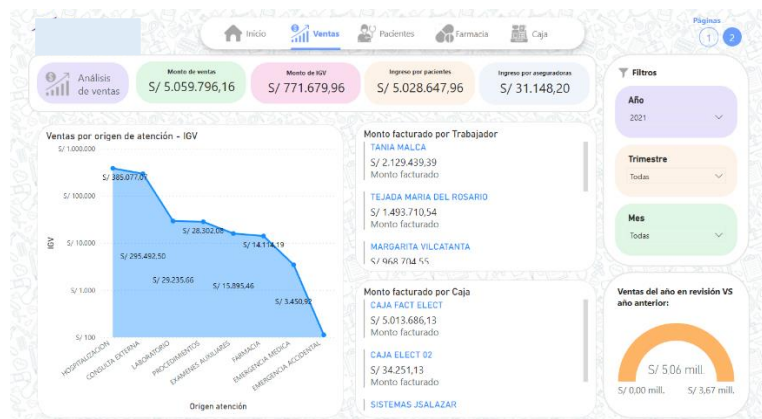 Páginas
Inicio
Ventas
Pacientes
Farmacia
Caja
1
2
Análisis
de ventas
Monto de ventas
S/ 5.059.796,16
Monto de IGV
S/ 771.679,96
Ingreso por pacientes
S/ 5.028.647,96
Ingreso por aseguradoras
S/ 31.148,20
Filtros
Año
2021
Trimestre
Todas
Mes
Todas
Ventas por origen de atención - IGV
S/ 1.000.000
S/ 100.000
S/ 10.000
S/ 1.000
S/ 100
IGV
S/ 385.077,07
S/ 295.492,50
S/ 29.235,66
S/ 28.302,08
S/ 15.895,46
S/ 14.114,19
S/ 3.450,92
HOSPITALIZACION
CONSULTA EXTERNA
LABORATORIO
PROCEDIMIENTOS
EXAMENES AUXILIARES
FARMACIA
EMERGENCIA MEDICA
EMERGENCIA ACCIDENTAL
Origen atención
Monto facturado por Trabajador
TANIA MALCA
S/ 2.129.439,39
Monto facturado
TEJADA MARIA DEL ROSARIO
S/ 1.493.710,54
Monto facturado
MARGARITA VILCATANTA
S/ 968.704,55
Monto facturado por Caja
CAJA FACT ELECT
S/ 5.013.686,13
Monto facturado
CAJA ELECT 02
S/ 34.251,13
Monto facturado
SISTEMAS JSALAZAR
Ventas del año en revisión VS
año anterior:
S/ 5,06 mill.
S/ 0,00 mill.
S/ 3,67 mill.